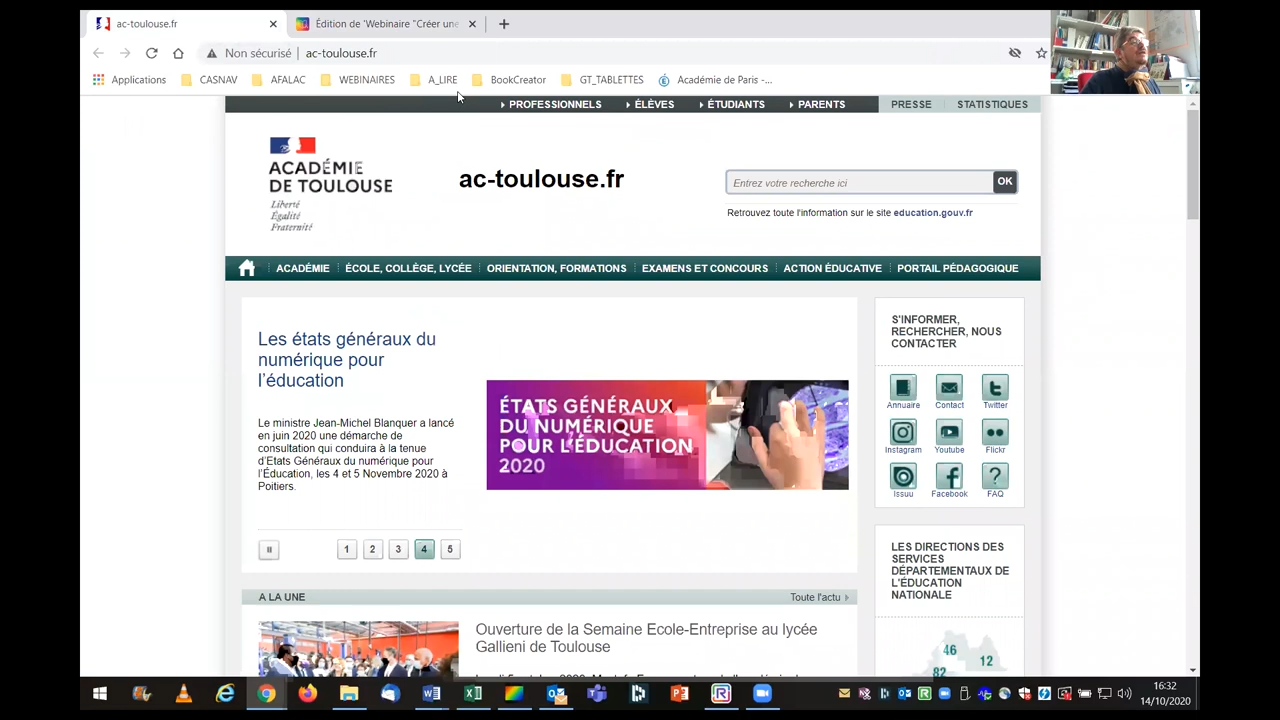 ac-toulouse.fr
Édition de 'Webinaire "Créer une
Non sécurisé | ac-toulouse.fr
Applications CASNAV AFALAC WEBINAIRES A_LIRE BookCreator GT_TABLETTES Académie de Paris -...
PROFESSIONNELS ÉLÈVES ÉTUDIANTS PARENTS PRESSE STATISTIQUES
ACADÉMIE
DE TOULOUSE
Liberté
Égalité
Fraternité
ac-toulouse.fr
Entrez votre recherche ici OK
Retrouvez toute l'information sur le site education.gouv.fr
ACADÉMIE ÉCOLE, COLLÈGE, LYCÉE ORIENTATION, FORMATIONS EXAMENS ET CONCOURS ACTION ÉDUCATIVE PORTAIL PÉDAGOGIQUE
Les états généraux du
numérique pour
l'éducation
Le ministre Jean-Michel Blanquer a lancé
en juin 2020 une démarche de
consultation qui conduira à la tenue
d'Etats Généraux du numérique pour
l'Éducation, les 4 et 5 Novembre 2020 à
Poitiers.
ÉTATS GÉNÉRAUX
DU NUMÉRIQUE
POUR L'ÉDUCATION
2020
1 2 3 4 5
S'INFORMER,
RECHERCHER, NOUS
CONTACTER
Annuaire Contact Twitter
Instagram Youtube Flickr
Issuu Facebook FAQ
LES DIRECTIONS DES
SERVICES
DÉPARTEMENTAUX DE
L'ÉDUCATION
NATIONALE
46
12
82
A LA UNE Toute l'actu
Ouverture de la Semaine Ecole-Entreprise au lycée
Gallieni de Toulouse
16:32
14/10/2020